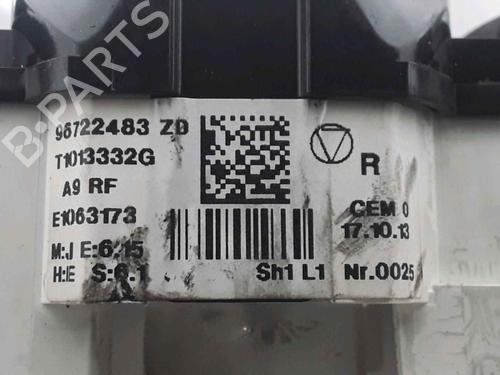 B-PARTS
96722483 ZD
T1013332G
A9 RF
E1063173
R
CEM 0
17.10.13
M:J E:6.15
H:E S:6.1
Sh1 L1 Nr.0025